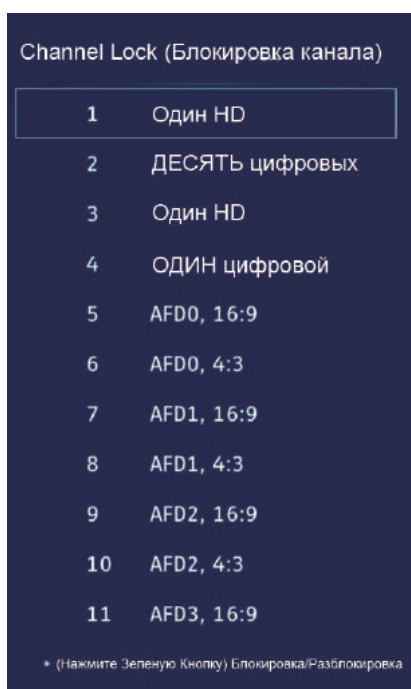 Channel Lock (Блокировка канала)
1 Один HD
2 ДЕСЯТЬ цифровых
3 Один HD
4 ОДИН цифровой
5 AFD0, 16:9
6 AFD0, 4:3
7 AFD1, 16:9
8 AFD1, 4:3
9 AFD2, 16:9
10 AFD2, 4:3
11 AFD3, 16:9
• (Нажмите Зеленую Кнопку) Блокировка/Разблокировка